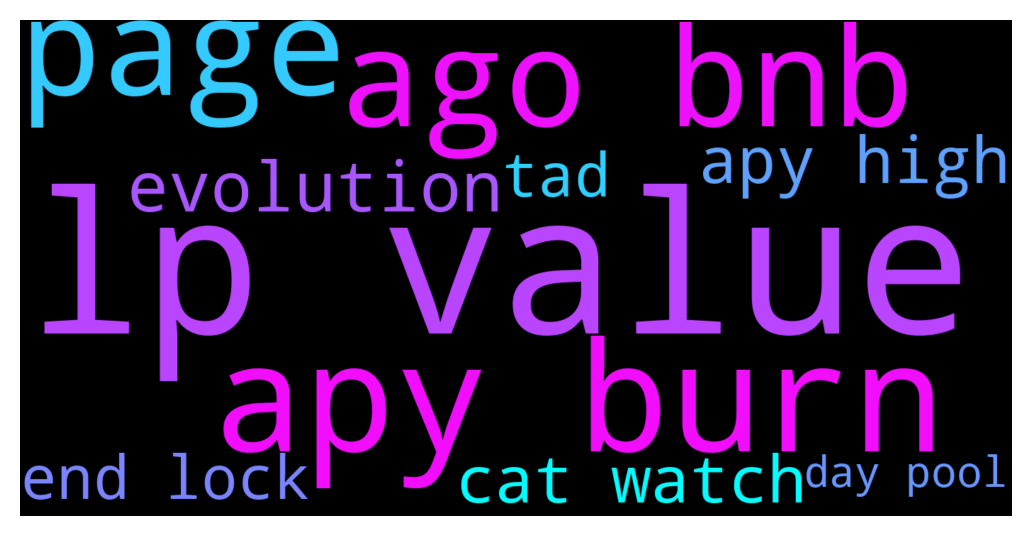 page
ago bnb
apy high
evolution
tad
lp value
apy burn
end lock
cat watch
day pool